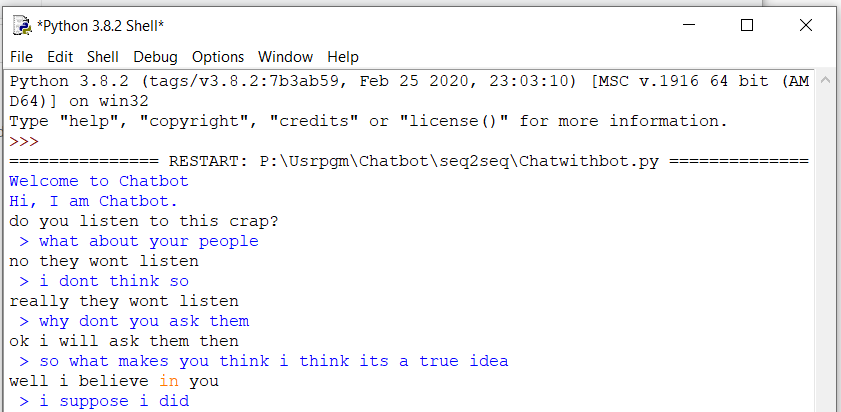 *Python 3.8.2 Shell*
File Edit Shell Debug Options Window Help
Python 3.8.2 (tags/v3.8.2:7b3ab59, Feb 25 2020, 23:03:10) [MSC v.1916 64 bit (AM
D64)] on win32
Type "help", "copyright", "credits" or "license()" for more information.
>>>
=============== RESTART: P:\Usrpgm\Chatbot\seq2seq\Chatwithbot.py ==============
Welcome to Chatbot
Hi, I am Chatbot.
do you listen to this crap?
 > what about your people
no they wont listen
 > i dont think so
really they wont listen
 > why dont you ask them
ok i will ask them then
 > so what makes you think i think its a true idea
well i believe in you
 > i suppose i did